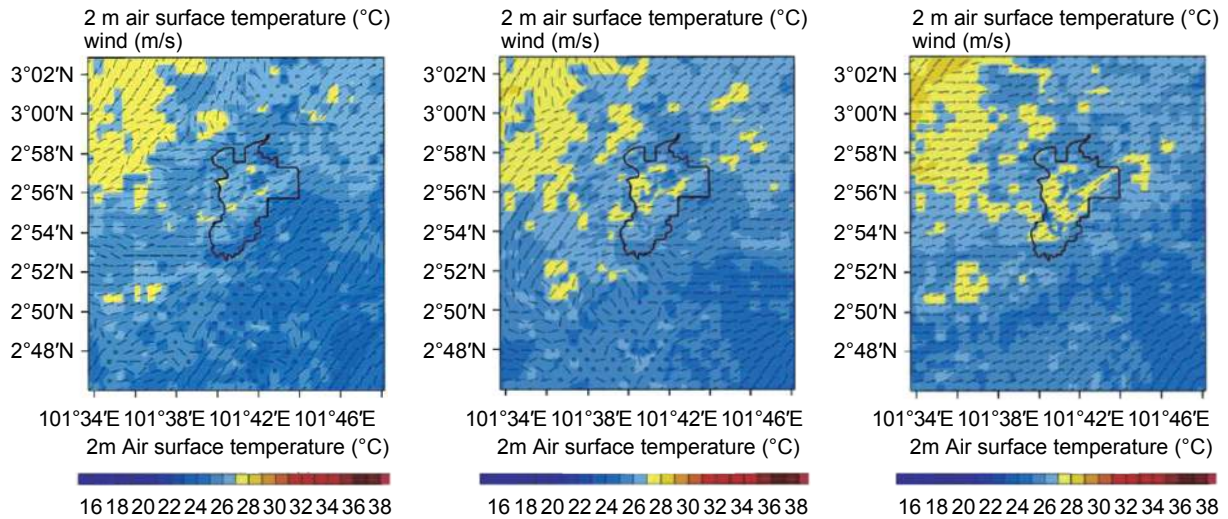 2 m air surface temperature (°C)
wind (m/s)
3°02′N
3°00′N
2°58′N
2°56′N
2°54′N
2°52′N
2°50′N
2°48′N
101°34′E 101°38′E 101°42′E 101°46′E
2m Air surface temperature (°C)
16 18 20 22 24 26 28 30 32 34 36 38
2 m air surface temperature (°C)
wind (m/s)
3°02′N
3°00′N
2°58′N
2°56′N
2°54′N
2°52′N
2°50′N
2°48′N
101°34′E 101°38′E 101°42′E 101°46′E
2m Air surface temperature (°C)
16 18 20 22 24 26 28 30 32 34 36 38
2 m air surface temperature (°C)
wind (m/s)
3°02′N
3°00′N
2°58′N
2°56′N
2°54′N
2°52′N
2°50′N
2°48′N
101°34′E 101°38′E 101°42′E 101°46′E
2m Air surface temperature (°C)
16 18 20 22 24 26 28 30 32 34 36 38